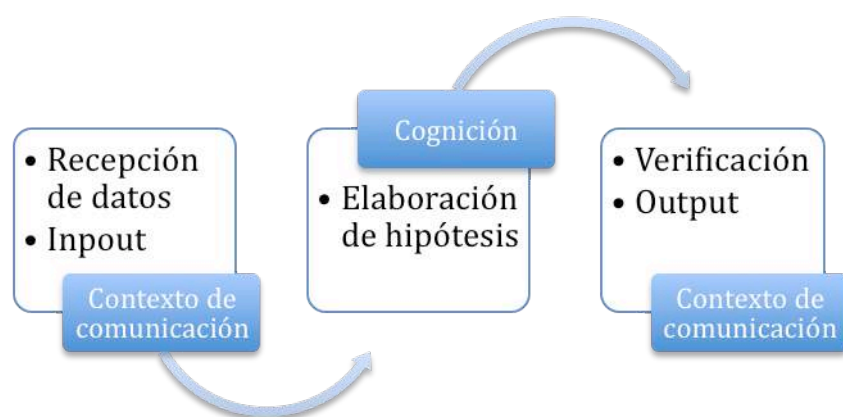 • Recepción
de datos
• Inpout
Contexto de
comunicación
Cognición
• Elaboración
de hipótesis
• Verificación
• Output
Contexto de
comunicación